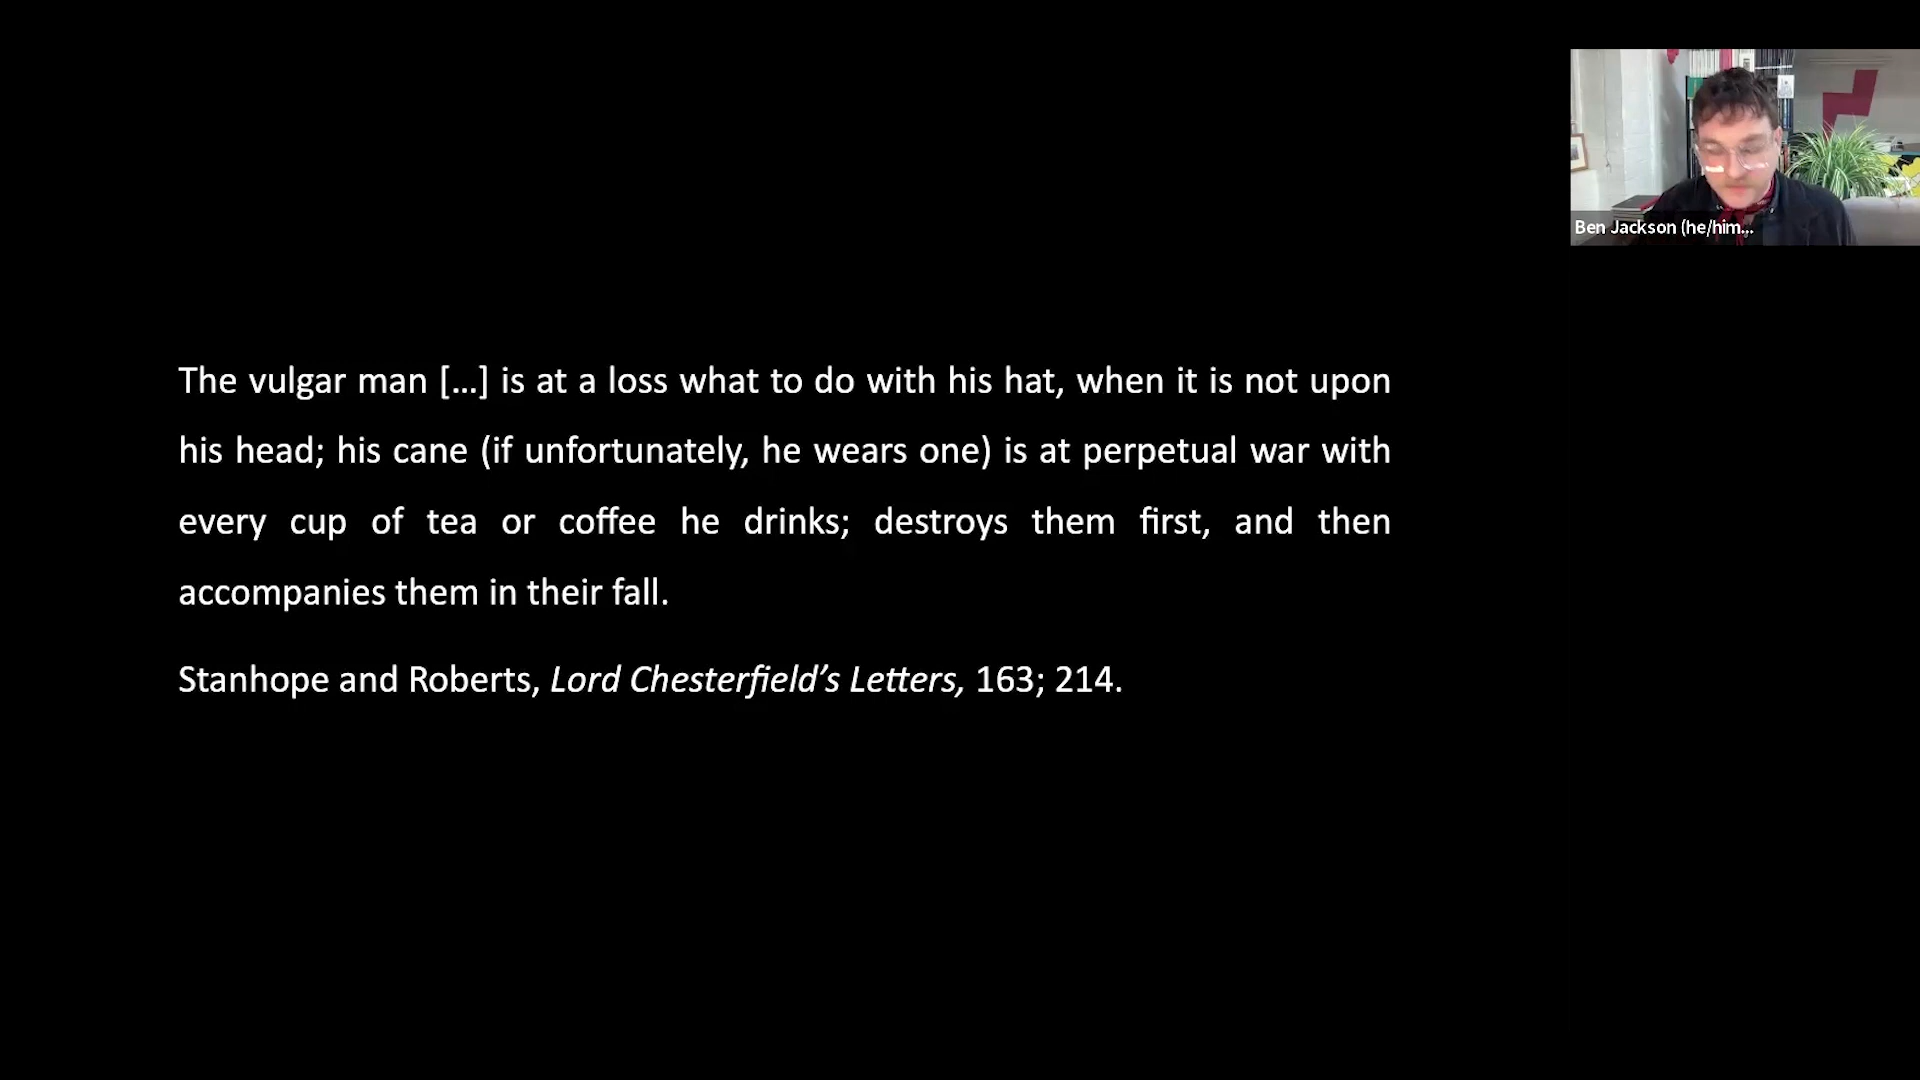 Ben Jackson (he/him...
The vulgar man [...] is at a loss what to do with his hat, when it is not upon
his head; his cane (if unfortunately, he wears one) is at perpetual war with
every cup of tea or coffee he drinks; destroys them first, and then
accompanies them in their fall.
Stanhope and Roberts, Lord Chesterfield’s Letters, 163; 214.